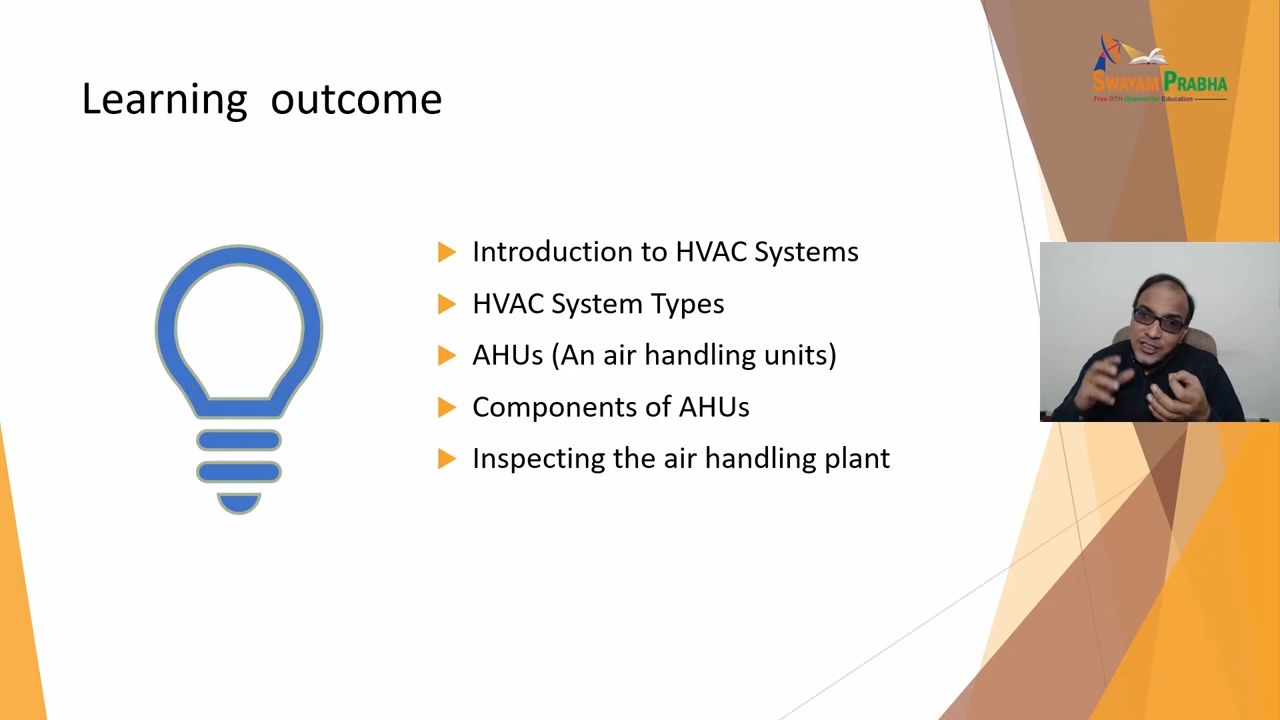 Learning outcome
SWAYAM PRABHA
Free DTH Channel for Education
Introduction to HVAC Systems
HVAC System Types
AHUs (An air handling units)
Components of AHUs
Inspecting the air handling plant